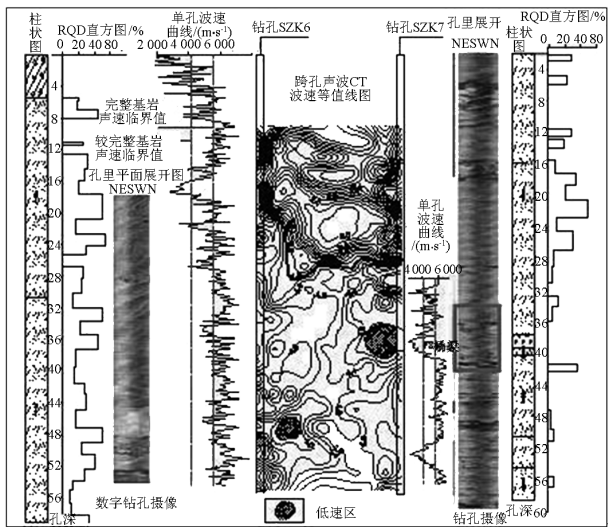 柱状图
RQD直方图/%
0 20 40 80
单孔波速
曲线/(m·s-1)
2 000 4 000 6 000
钻孔SZK6
钻孔SZK7
孔里展开
NESWN
柱状图
RQD直方图/%
0 20 40 80
跨孔声波CT
波速等值线图
完整基岩
声速临界值
较完整基岩
声速临界值
孔里平面展开图
NESWN
单孔
波速
曲线
/(m·s-1)
4 000 6 000
4
8
12
16
20
24
28
32
36
40
44
48
52
56
孔深
4
8
12
16
20
24
28
32
36
40
44
48
52
56
孔深60
数字钻孔摄像
低速区
钻孔摄像